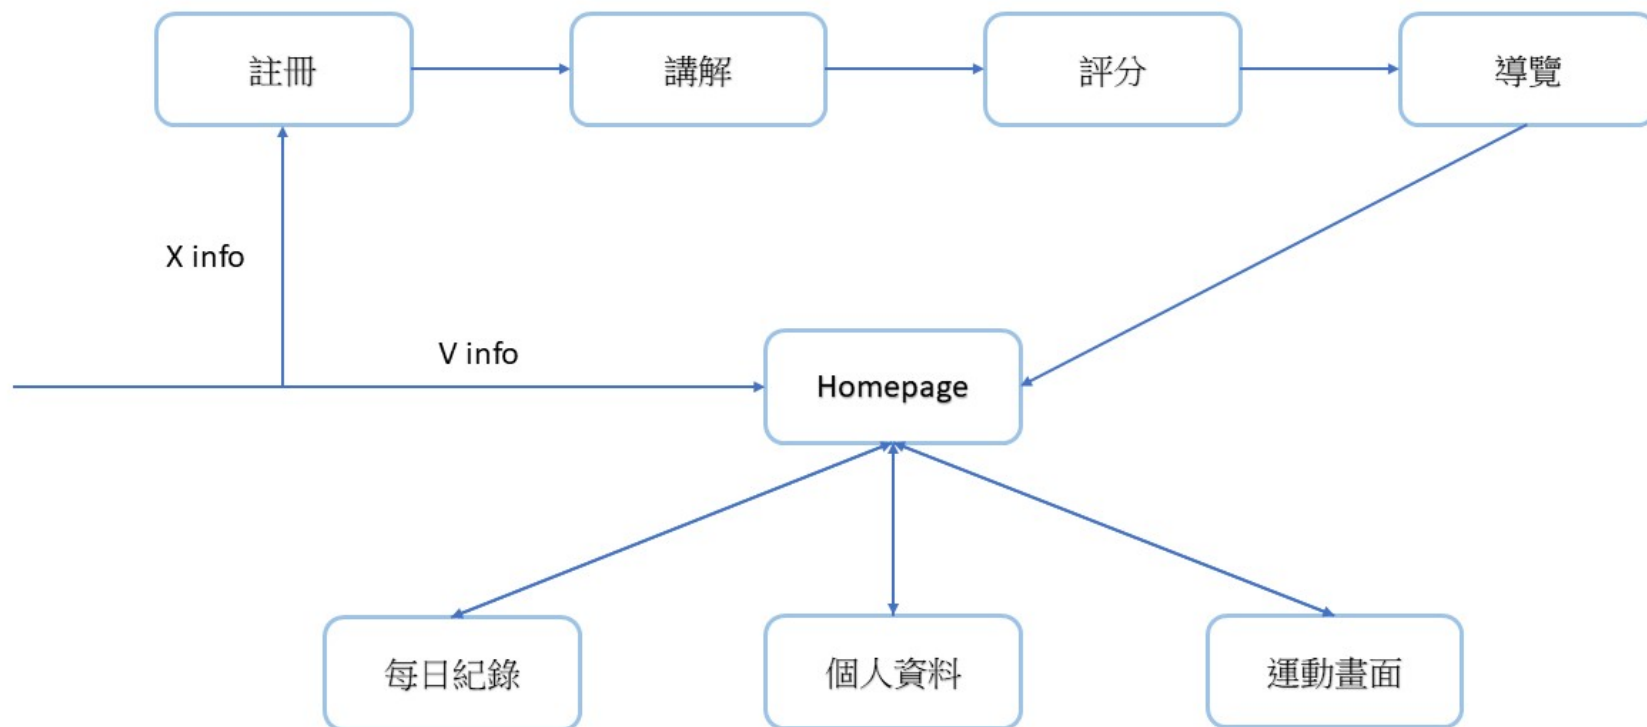 註冊
講解
評分
導覽
X info
V info
Homepage
每日紀錄
個人資料
運動畫面